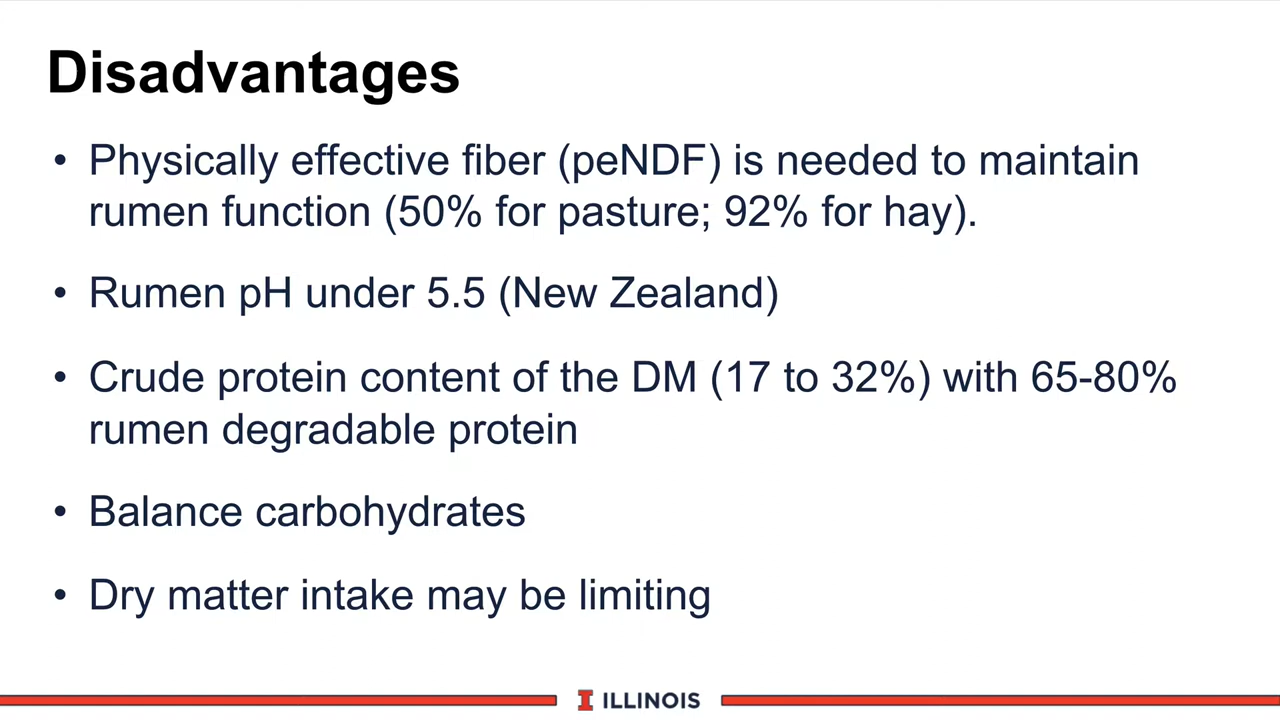 Disadvantages
• Physically effective fiber (peNDF) is needed to maintain
rumen function (50% for pasture; 92% for hay).
• Rumen pH under 5.5 (New Zealand)
• Crude protein content of the DM (17 to 32%) with 65-80%
rumen degradable protein
• Balance carbohydrates
• Dry matter intake may be limiting
I ILLINOIS